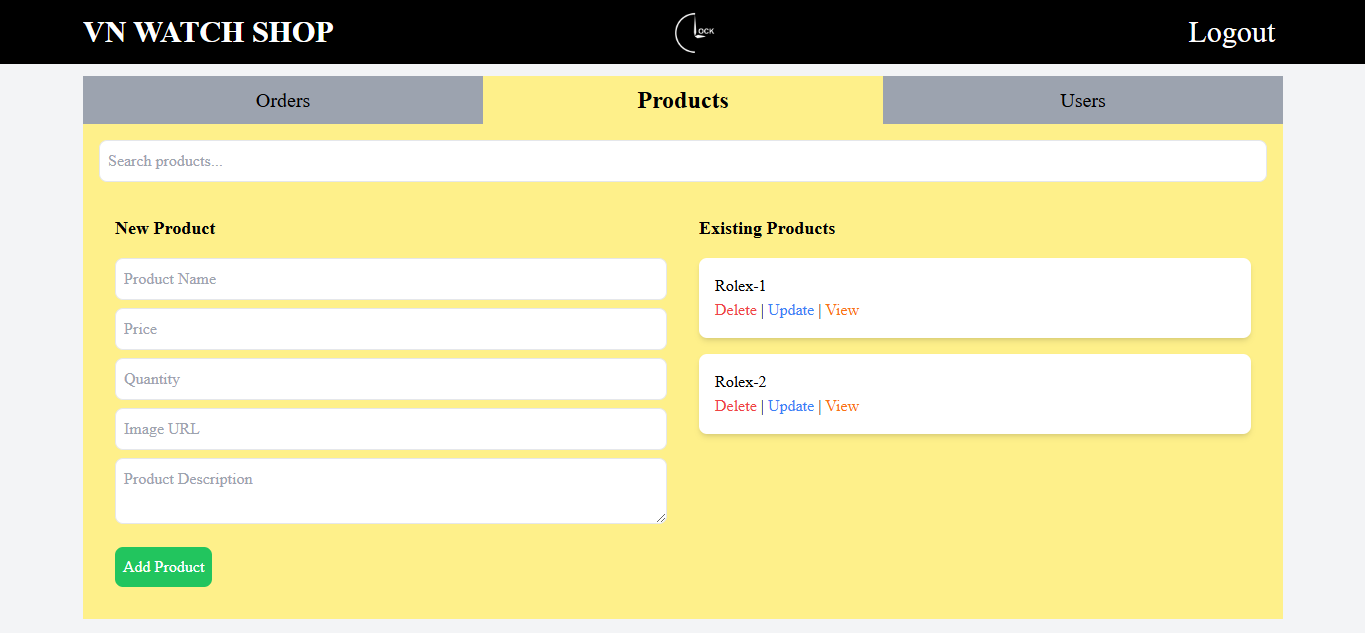 VN WATCH SHOP
LOCK
Logout
Orders
Products
Users
Search products...
New Product
Product Name
Price
Quantity
Image URL
Product Description
Add Product
Existing Products
Rolex-1
Delete | Update | View
Rolex-2
Delete | Update | View